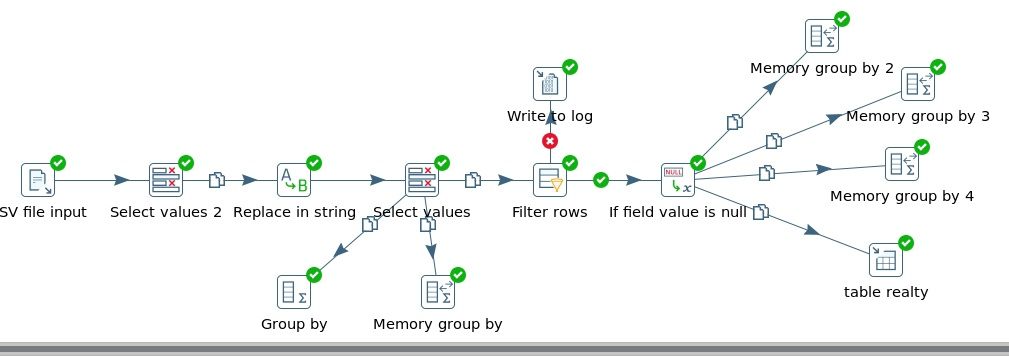 Memory group by 2
Memory group by 3
Write to log
Memory group by 4
SV file input
Select values 2
Replace in string
Select values
Filter rows
If field value is null
table realty
Group by
Memory group by
A
B
Σ
Σ
Σ
NULL
x
Σ
Σ